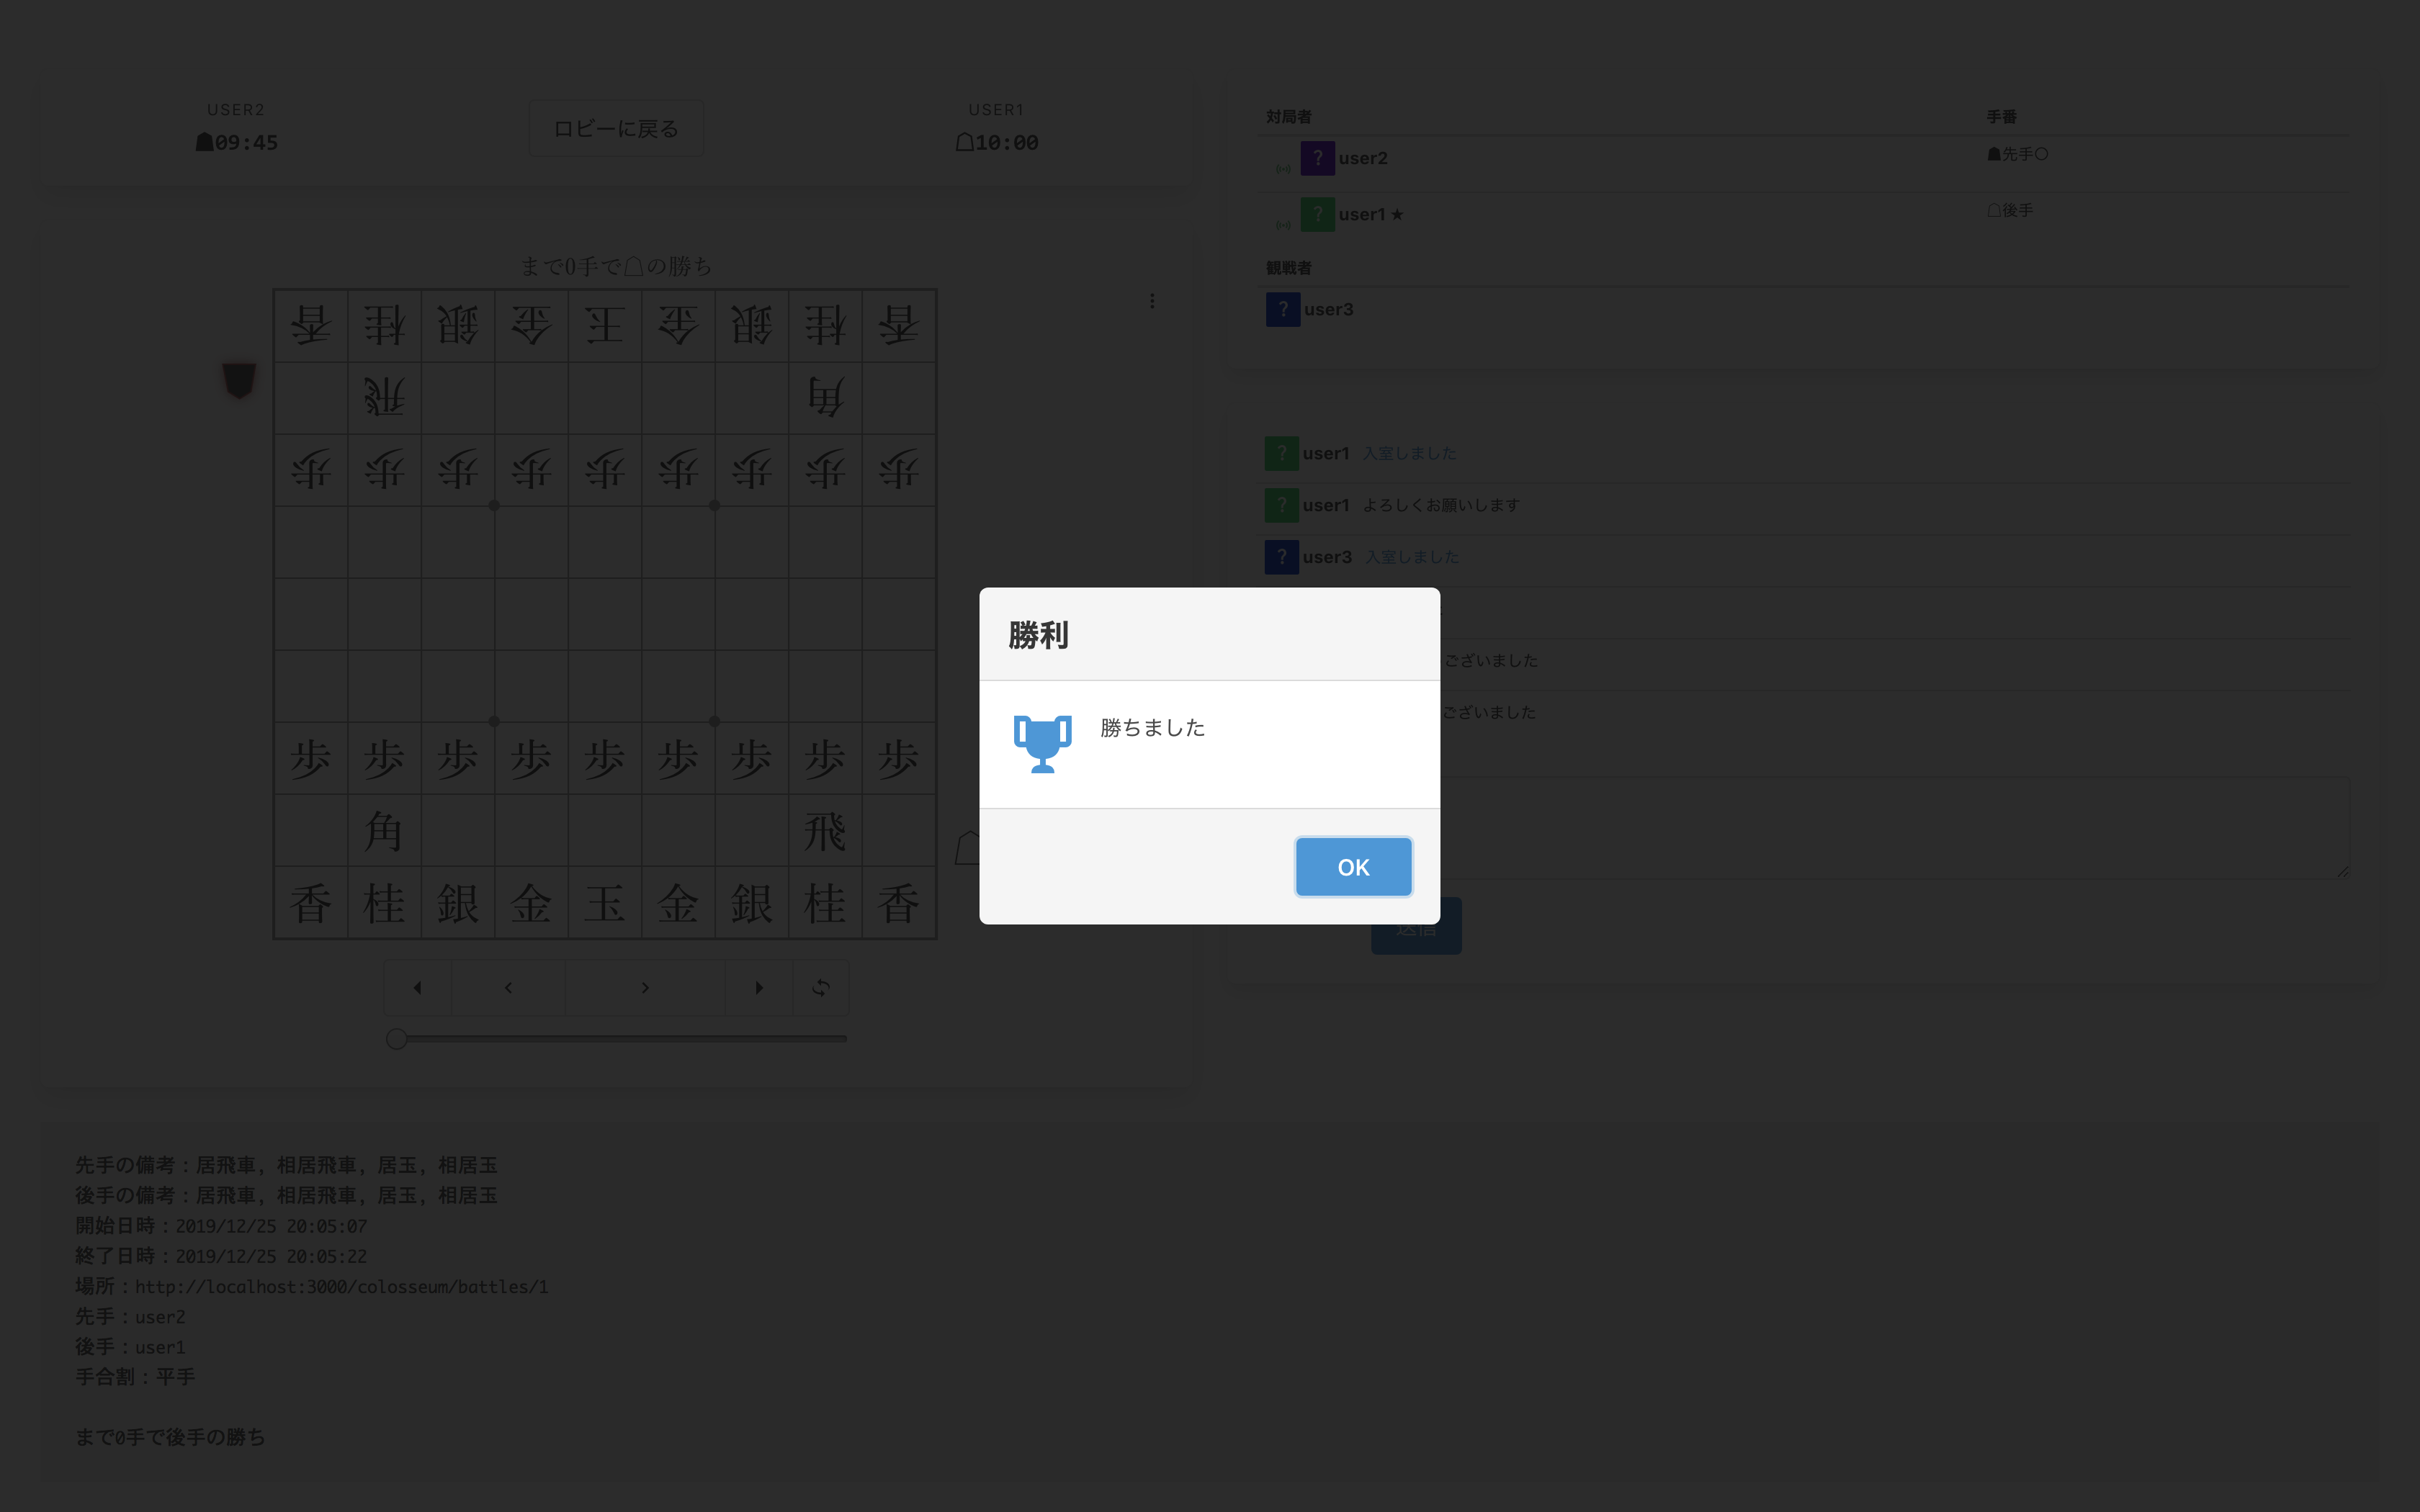 USER2
☗09:45
ロビーに戻る
USER1
☖10:00
まで0手で☖の勝ち
香 桂 銀 金 王 金 銀 桂 香
飛 角
歩 歩 歩 歩 歩 歩 歩 歩 歩
歩 歩 歩 歩 歩 歩 歩 歩 歩
角 飛
香 桂 銀 金 王 金 銀 桂 香
対局者 手番
? user2 ☗先手○
? user1 ★ ☖後手
観戦者
? user3
? user1 入室しました
? user1 よろしくお願いします
? user3 入室しました
ございました
ございました
送信
勝利
勝ちました
OK
先手の備考：居飛車, 相居飛車, 居玉, 相居玉
後手の備考：居飛車, 相居飛車, 居玉, 相居玉
開始日時：2019/12/25 20:05:07
終了日時：2019/12/25 20:05:22
場所：http://localhost:3000/colosseum/battles/1
先手：user2
後手：user1
手合割：平手
まで0手で後手の勝ち